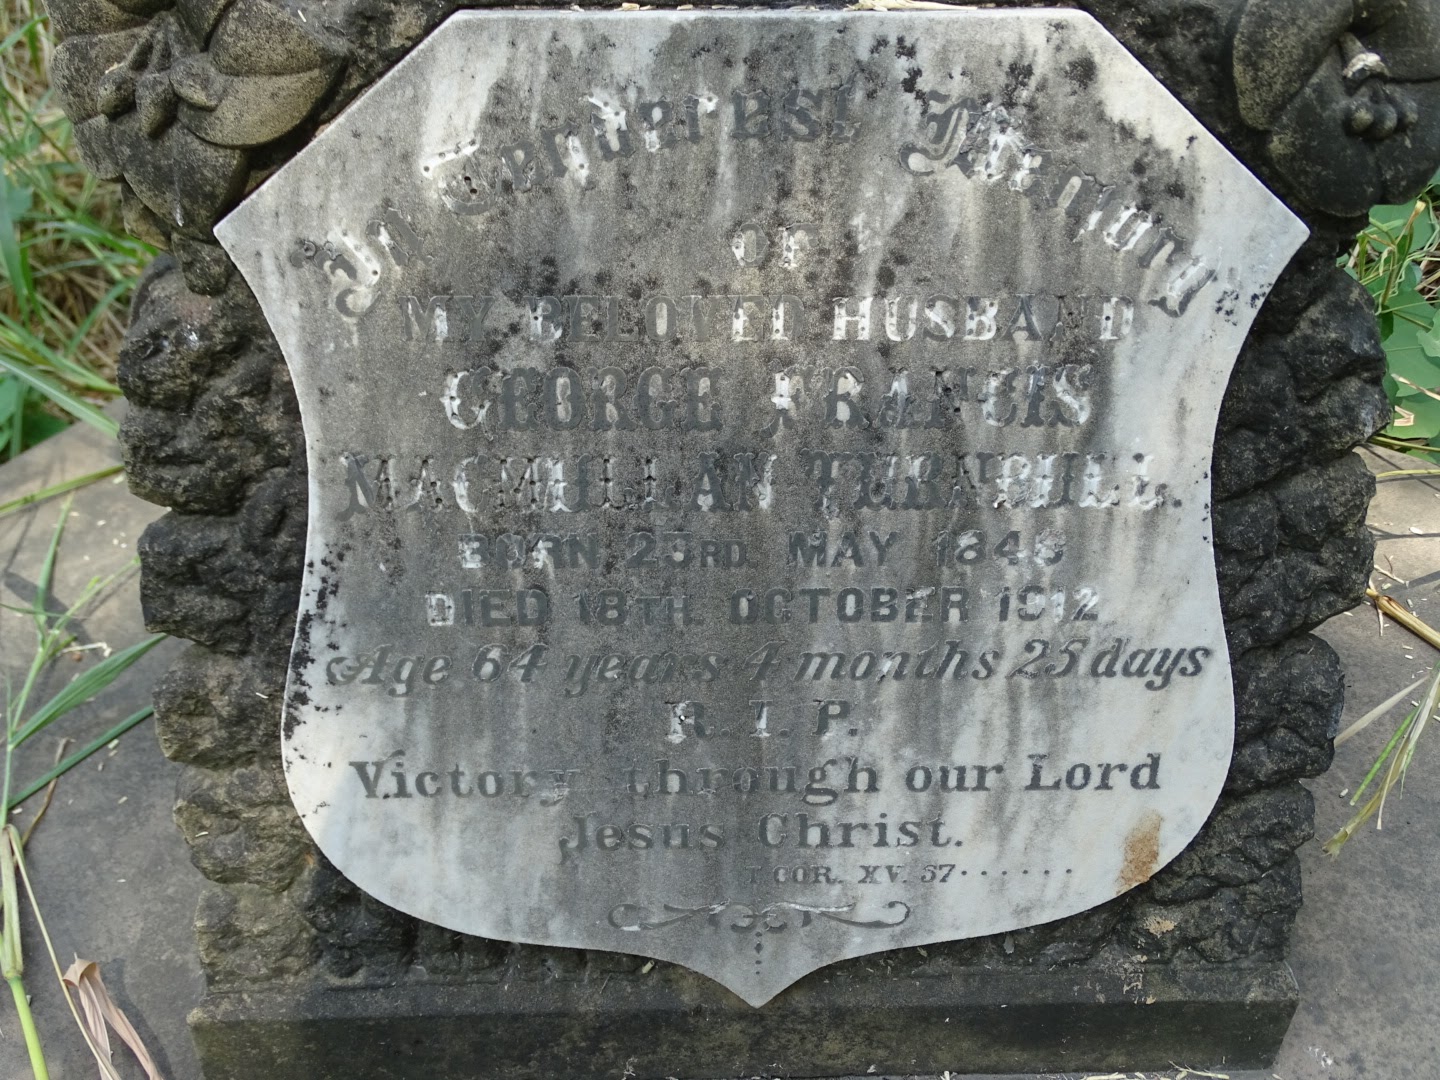 In Tenderest Memory
OF
MY BELOVED HUSBAND
GEORGE FRANCIS
MACMULLAN TURNBULL.
BORN 23RD MAY 1848
DIED 18TH OCTOBER 1912
Age 64 years 4 months 25 days
R. I. P.
Victory through our Lord
Jesus Christ.
I COR. XV. 57......